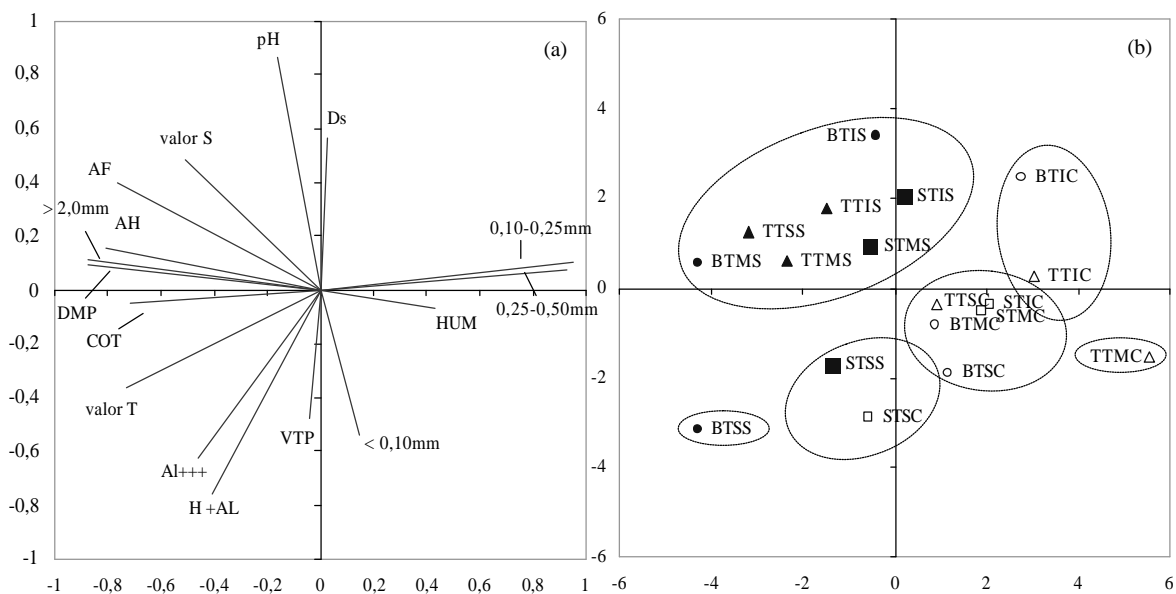 1
0,8
0,6
0,4
0,2
0
-0,2
-0,4
-0,6
-0,8
-1
-1 0,8 -0,6 -0,4 -0,2 0 0,2 0,4 0,6 0,8 1
(a)
pH
Ds
valor S
AF
> 2,0mm
AH
0,10-0,25mm
DMP
0,25-0,50mm
HUM
COT
valor T
VTP
< 0,10mm
Al+++
H +AL
6
4
2
0
-2
-4
-6
-6 -4 -2 0 2 4 6
(b)
BTIS
BTIC
STIS
TTIS
TTSS
STMS
BTMS
TTMS
TTIC
TTSC
STIC
STMC
BTMC
TTMC
STSS
BTSC
STSC
BTSS